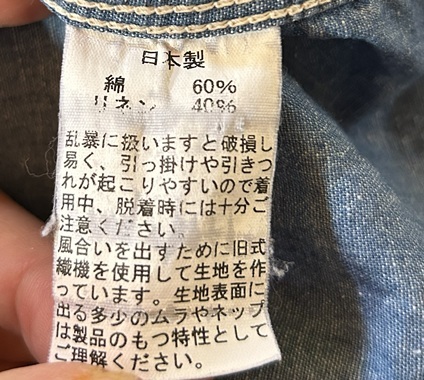 日本製
綿 60%
リネン 40%
乱暴に扱いますと破損し
易く、引っ掛けや引きつ
れが起こりやすいので着
用中、脱着時には十分ご
注意ください。
風合いを出すために旧式
織機を使用して生地を作
っています。生地表面に
出る多少のムラやネップ
は製品のもつ特性として
ご理解ください。